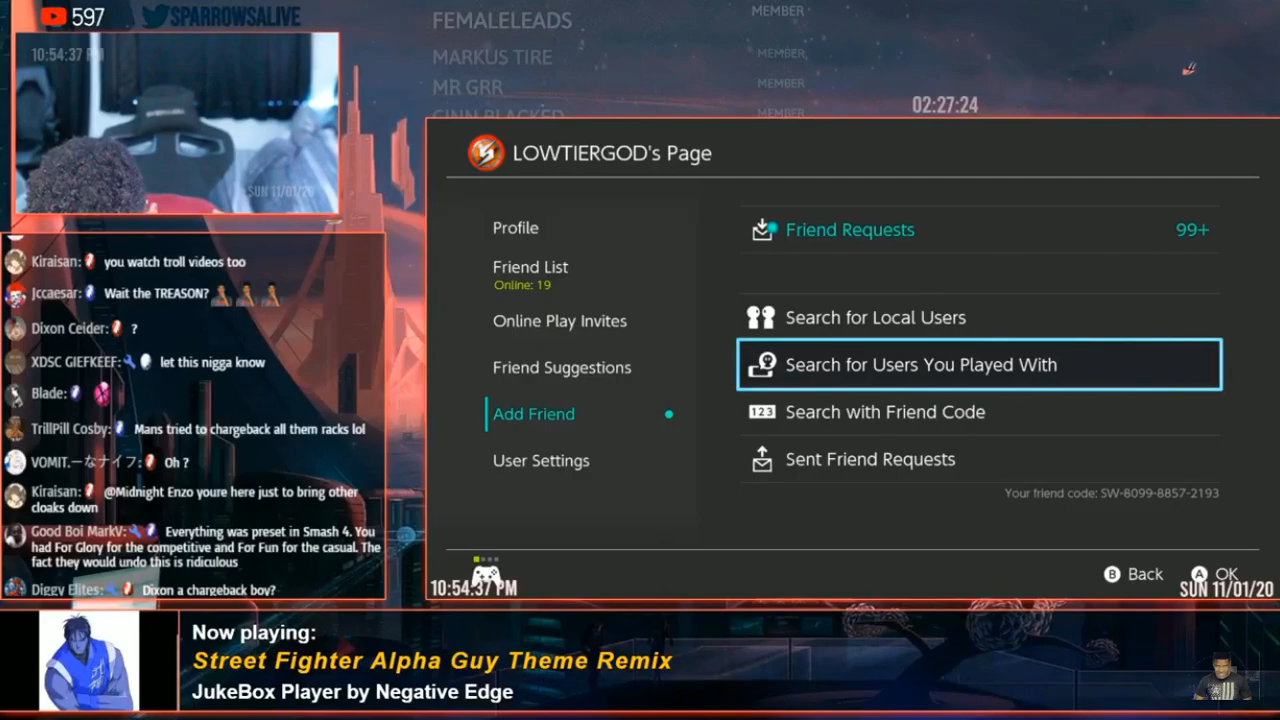 597
SPARROWSALIVE
10:54:37 PM
SUN 11/01/20
FEMALELEADS MEMBER
MARKUS TIRE MEMBER
MR GRR MEMBER
CINN BLACKED MEMBER
02:27:24
Kiraisan: you watch troll videos too
Jccaesar: Wait the TREASON?
Dixon Ceider: ?
XDSC GIEFKEEF: let this nigga know
Blade:
TrillPill Cosby: Mans tried to chargeback all them racks lol
VOMIT.一なナイフ: Oh ?
Kiraisan: @Midnight Enzo youre here just to bring other
cloaks down
Good Boi MarkV: Everything was preset in Smash 4. You
had For Glory for the competitive and For Fun for the casual. The
fact they would undo this is ridiculous
Diggy Elites: Dixon a chargeback boy?
LOWTIERGOD's Page
Profile
Friend List
Online: 19
Online Play Invites
Friend Suggestions
Add Friend
User Settings
Friend Requests 99+
Search for Local Users
Search for Users You Played With
123 Search with Friend Code
Sent Friend Requests
Your friend code: SW-8099-8857-2193
B Back A OK
10:54:37 PM
SUN 11/01/20
Now playing:
Street Fighter Alpha Guy Theme Remix
JukeBox Player by Negative Edge